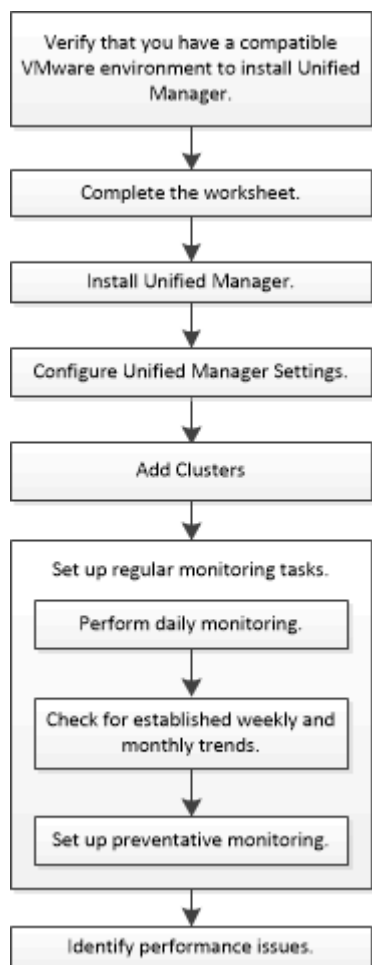 Verify that you have a compatible
VMware environment to install Unified
Manager.
Complete the worksheet.
Install Unified Manager.
Configure Unified Manager Settings.
Add Clusters
Set up regular monitoring tasks.
Perform daily monitoring.
Check for established weekly and
monthly trends.
Set up preventative monitoring.
Identify performance issues.